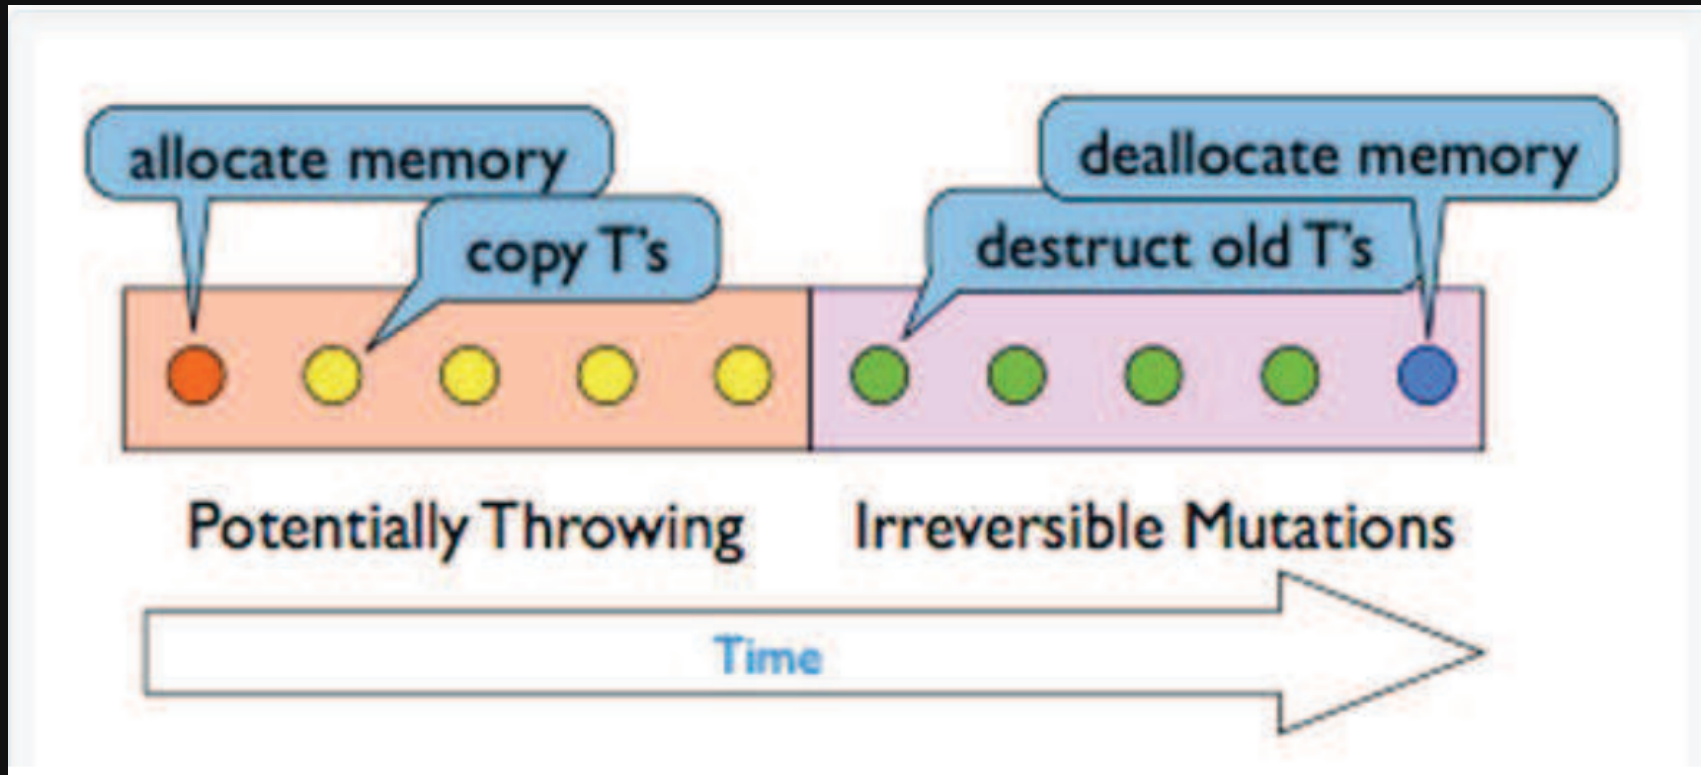 allocate memory
deallocate memory
copy T's
destruct old T's
Potentially Throwing
Irreversible Mutations
Time